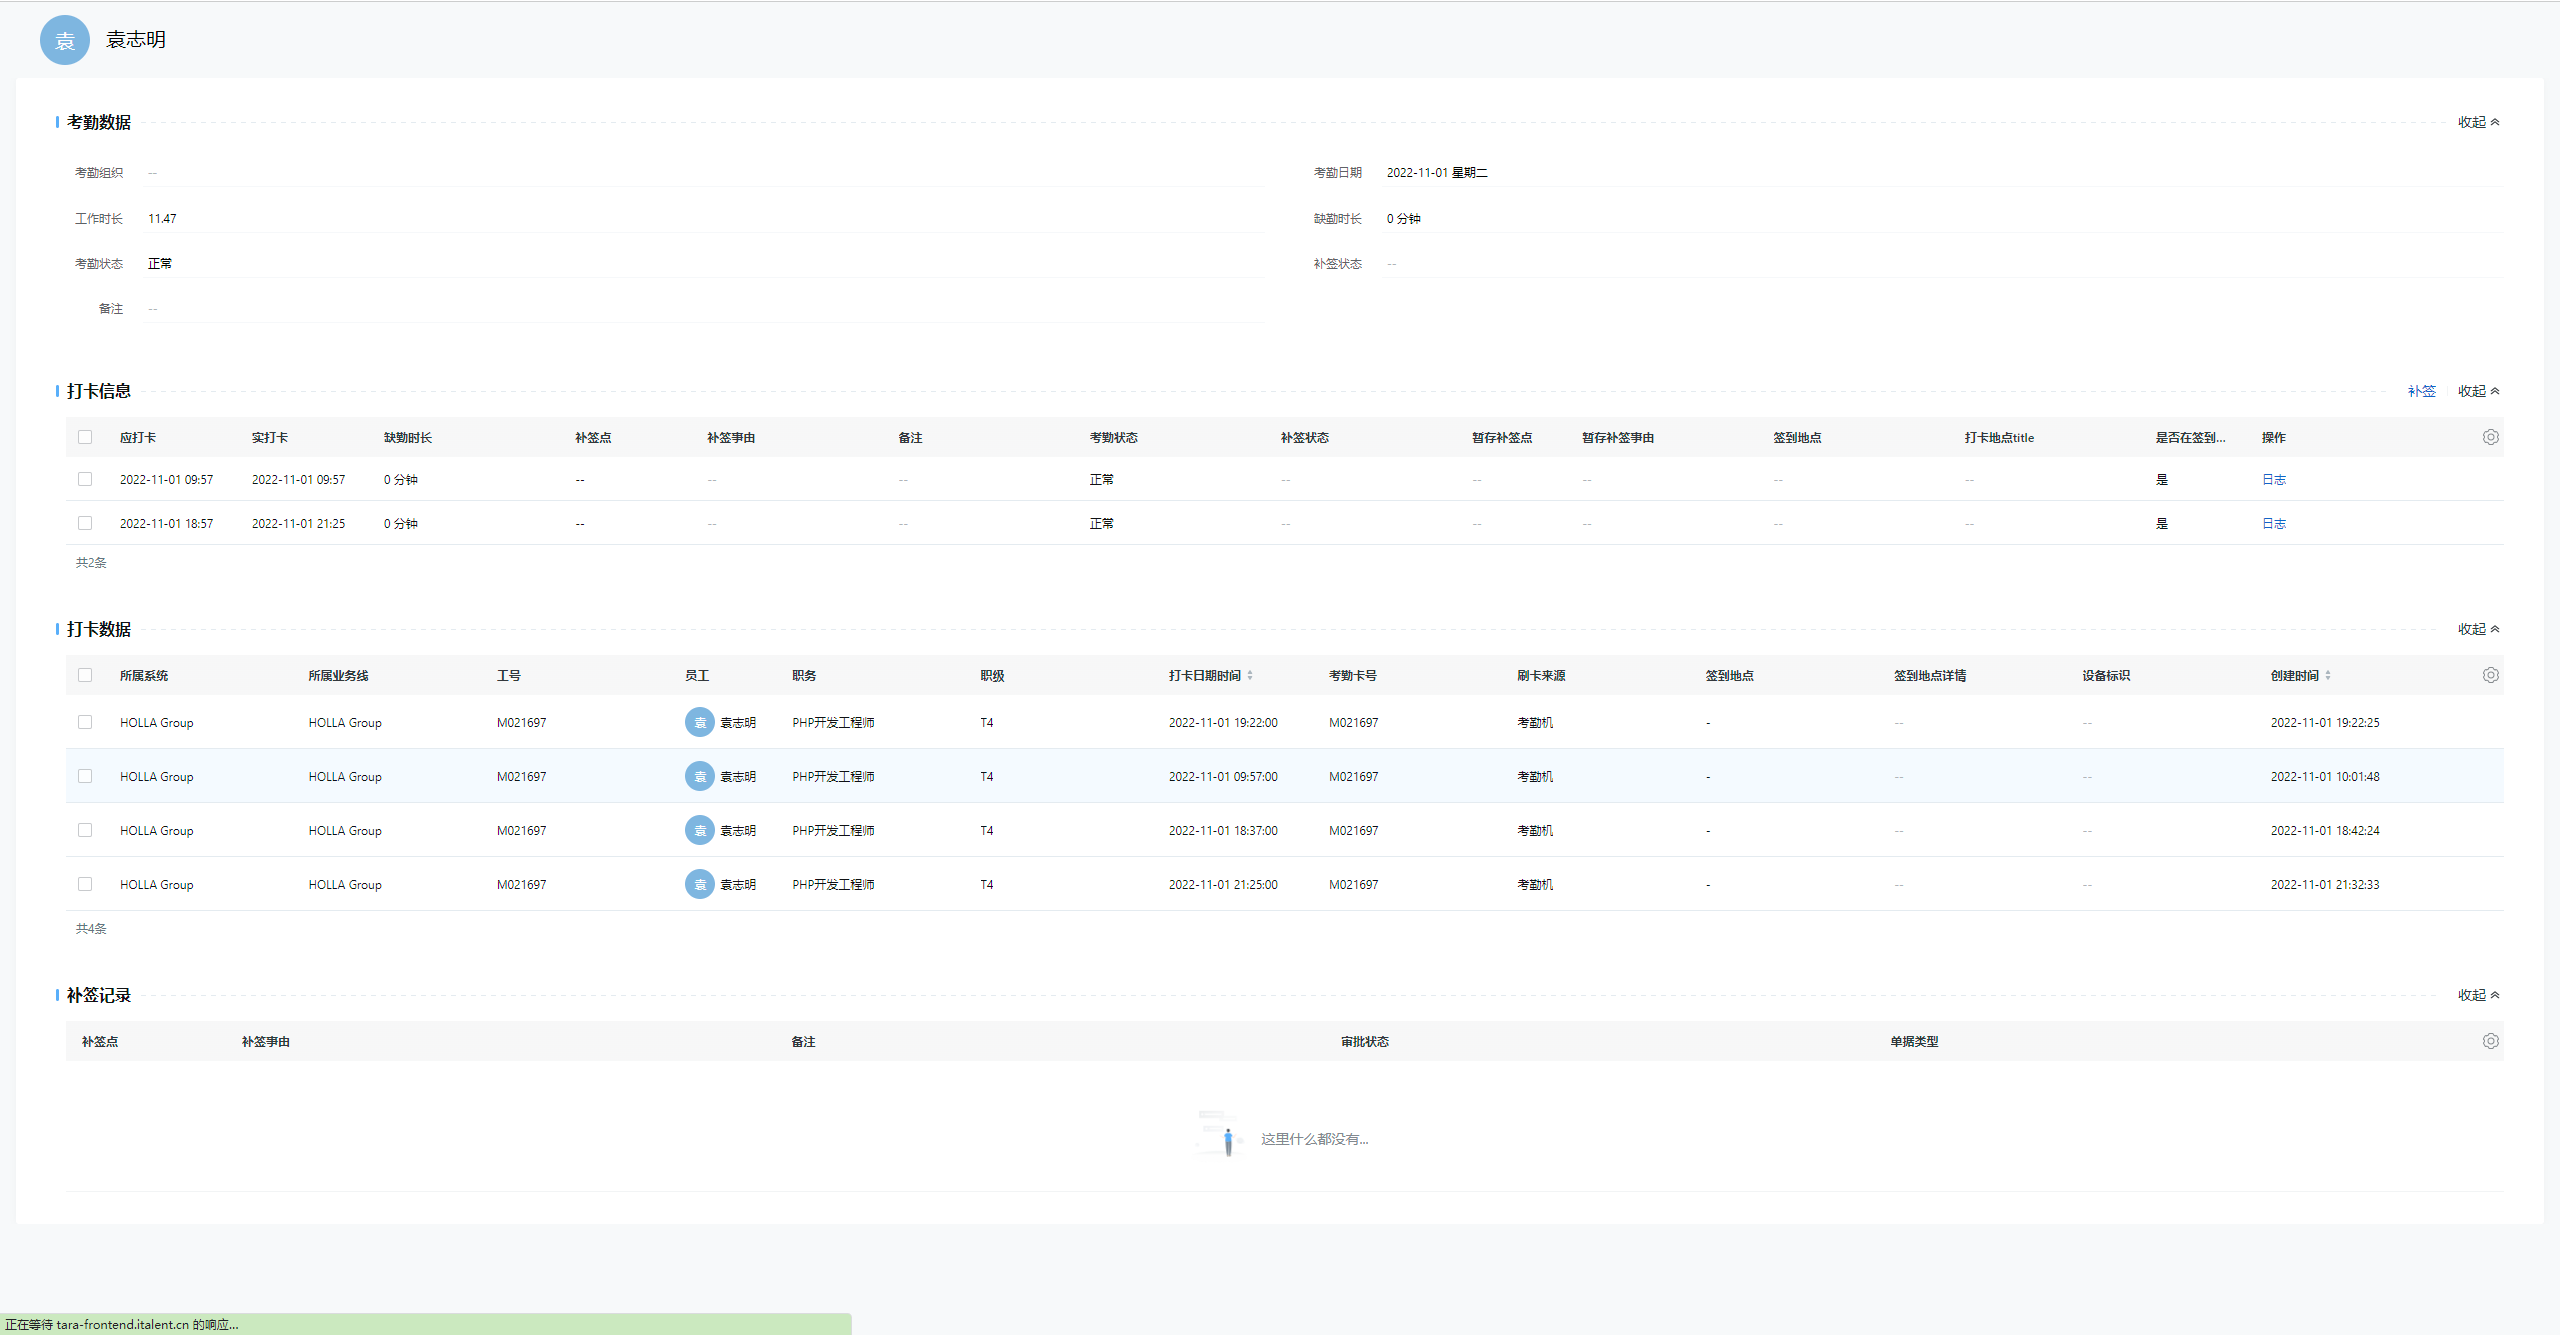 袁 袁志明
考勤数据 收起
考勤组织 -- 考勤日期 2022-11-01 星期二
工作时长 11.47 缺勤时长 0 分钟
考勤状态 正常 补签状态 --
备注 --
打卡信息 补签 收起
应打卡 实打卡 缺勤时长 补签点 补签事由 备注 考勤状态 补签状态 暂存补签点 暂存补签事由 签到地点 打卡地点title 是否在签到... 操作
2022-11-01 09:57 2022-11-01 09:57 0 分钟 -- -- -- 正常 -- -- -- -- -- 是 日志
2022-11-01 18:57 2022-11-01 21:25 0 分钟 -- -- -- 正常 -- -- -- -- -- 是 日志
共2条
打卡数据 收起
所属系统 所属业务线 工号 员工 职务 职级 打卡日期时间 考勤卡号 刷卡来源 签到地点 签到地点详情 设备标识 创建时间
HOLLA Group HOLLA Group M021697 袁 袁志明 PHP开发工程师 T4 2022-11-01 19:22:00 M021697 考勤机 - -- -- 2022-11-01 19:22:25
HOLLA Group HOLLA Group M021697 袁 袁志明 PHP开发工程师 T4 2022-11-01 09:57:00 M021697 考勤机 - -- -- 2022-11-01 10:01:48
HOLLA Group HOLLA Group M021697 袁 袁志明 PHP开发工程师 T4 2022-11-01 18:37:00 M021697 考勤机 - -- -- 2022-11-01 18:42:24
HOLLA Group HOLLA Group M021697 袁 袁志明 PHP开发工程师 T4 2022-11-01 21:25:00 M021697 考勤机 - -- -- 2022-11-01 21:32:33
共4条
补签记录 收起
补签点 补签事由 备注 审批状态 单据类型
这里什么都没有...
正在等待 tara-frontend.italent.cn 的响应...